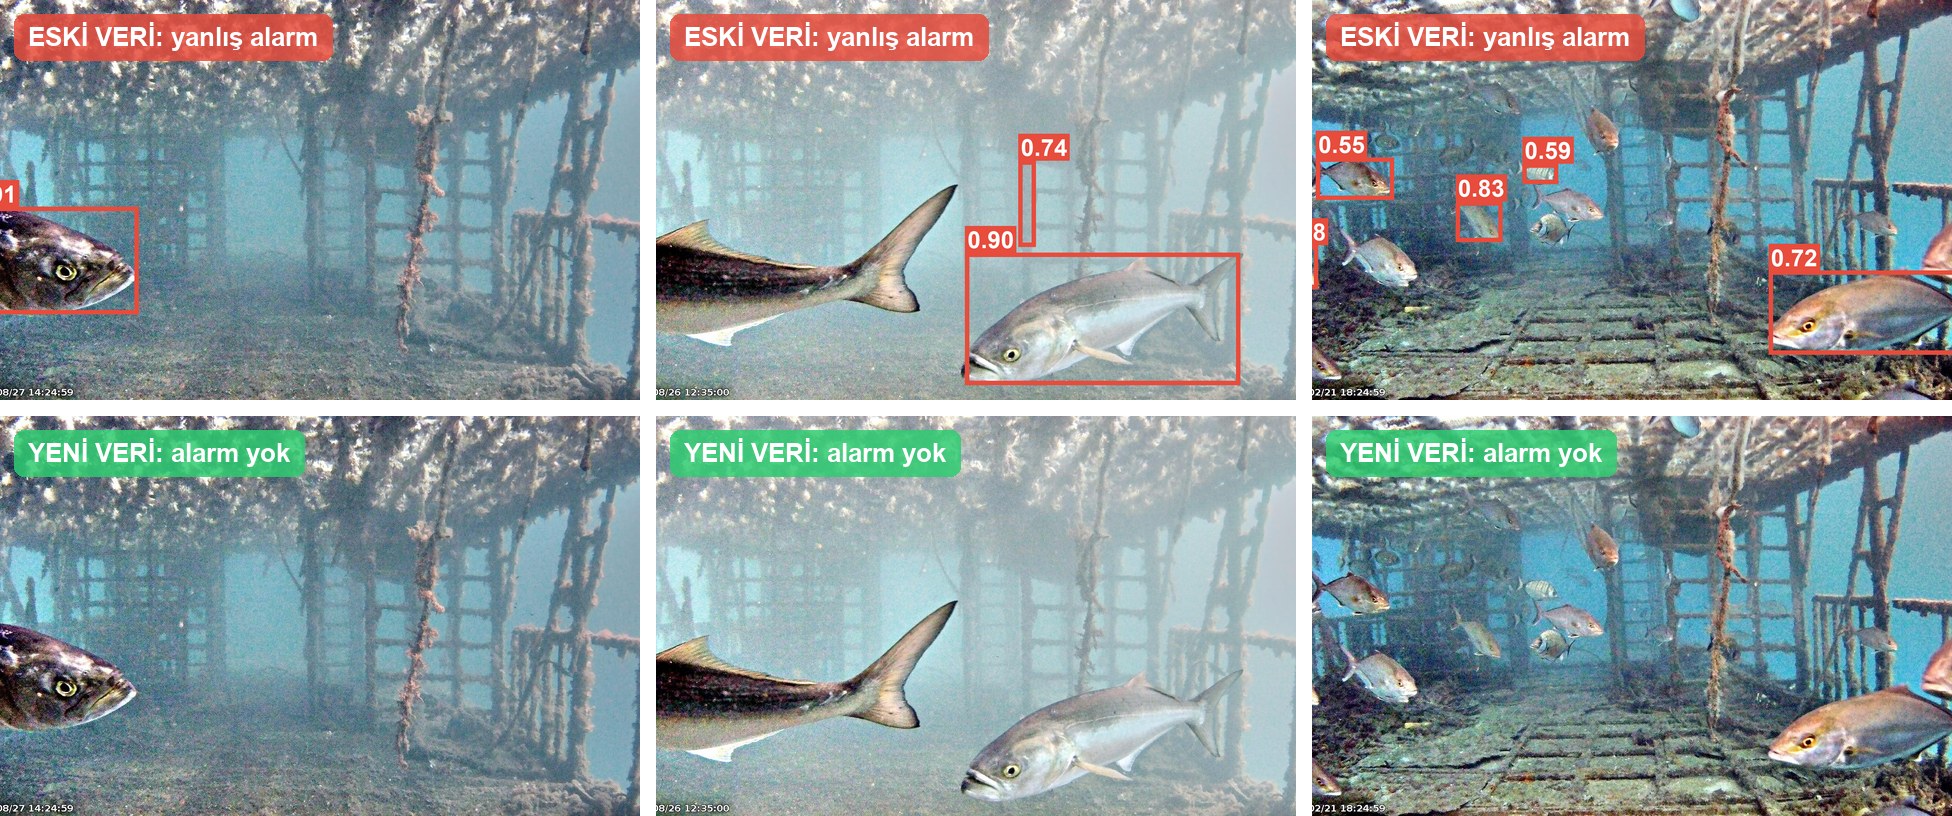 ESKİ VERİ: yanlış alarm
ESKİ VERİ: yanlış alarm
ESKİ VERİ: yanlış alarm
0.74
0.90
0.55
0.59
0.83
0.72
08/27 14:24:59
08/26 12:35:00
02/21 18:24:59
YENİ VERİ: alarm yok
YENİ VERİ: alarm yok
YENİ VERİ: alarm yok
08/27 14:24:59
08/26 12:35:00
02/21 18:24:59